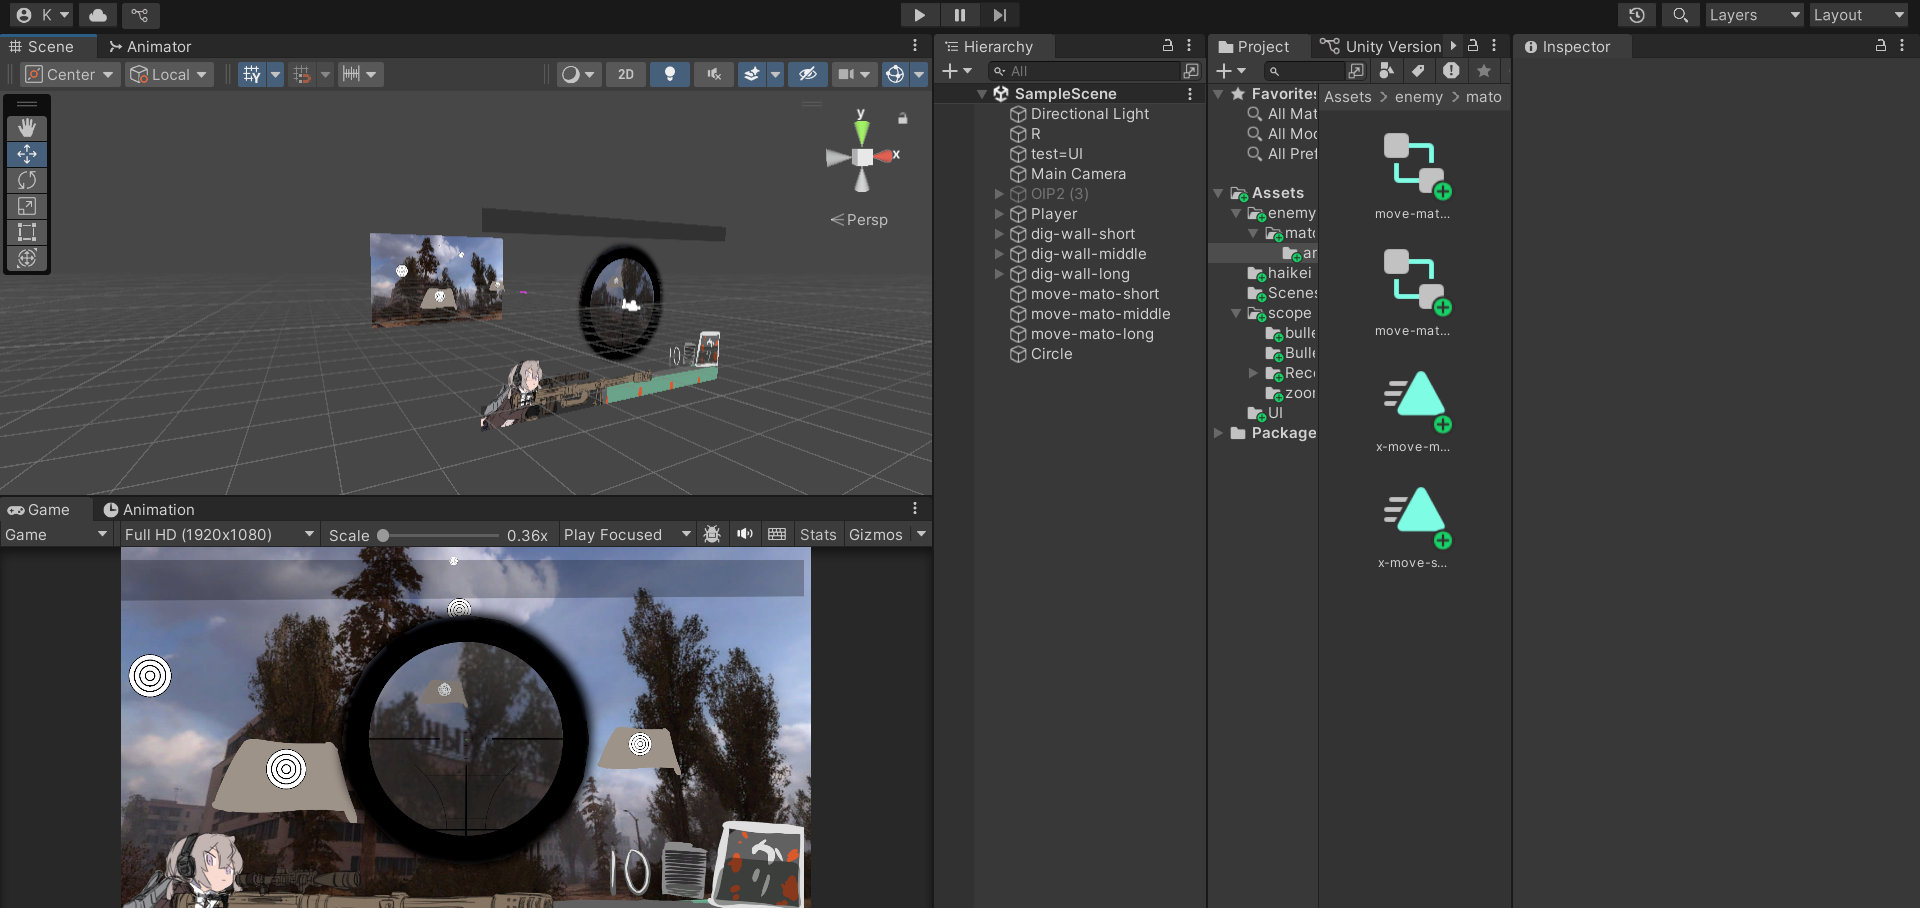 K
Layers
Layout
Scene
Animator
Center
Local
2D
y
x
Persp
Game
Animation
Game
Full HD (1920x1080)
Scale
0.36x
Play Focused
Stats
Gizmos
10
Hierarchy
All
SampleScene
Directional Light
R
test=UI
Main Camera
OIP2 (3)
Player
dig-wall-short
dig-wall-middle
dig-wall-long
move-mato-short
move-mato-middle
move-mato-long
Circle
Project
Unity Version
Favorites
All Mat
All Mod
All Pref
Assets
enemy
mato
ar
haikei
Scenes
scope
bulle
Bulle
Reco
zoor
UI
Package
Assets > enemy > mato
move-mat...
move-mat...
x-move-m...
x-move-s...
Inspector